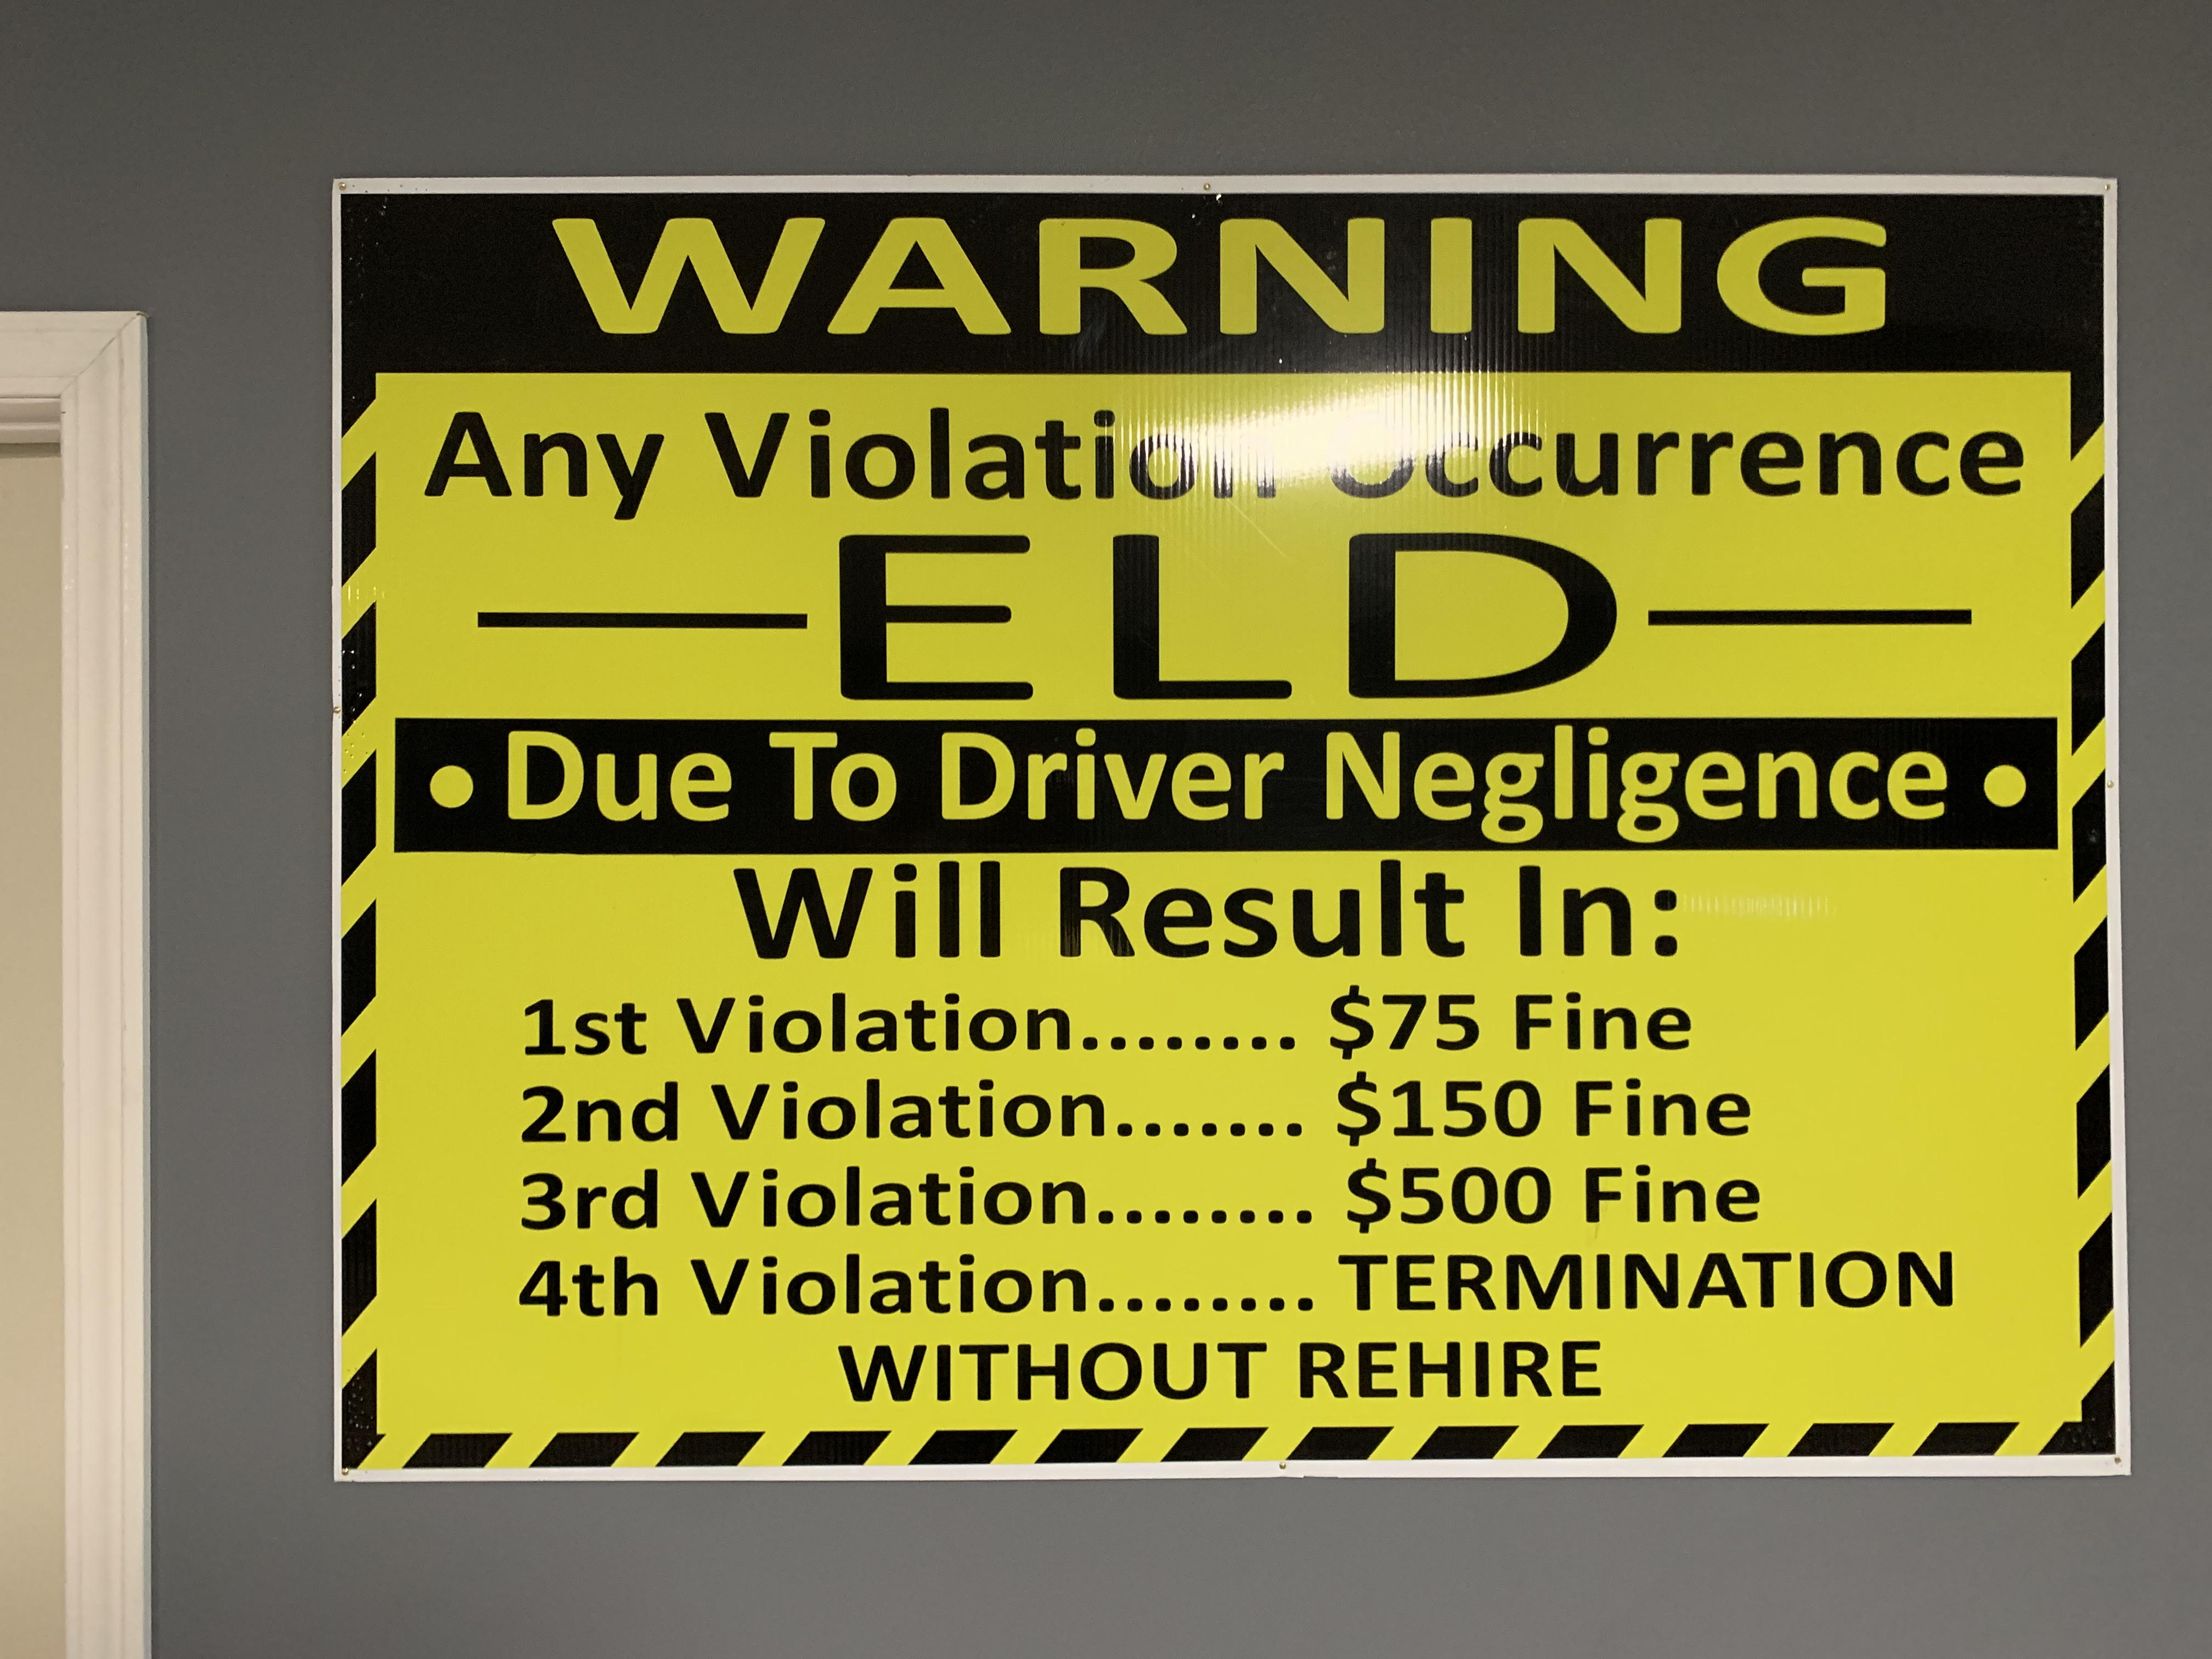 WARNING
Any Violation Occurrence
ELD
• Due To Driver Negligence •
Will Result In:
1st Violation........ $75 Fine
2nd Violation....... $150 Fine
3rd Violation........ $500 Fine
4th Violation........ TERMINATION
WITHOUT REHIRE